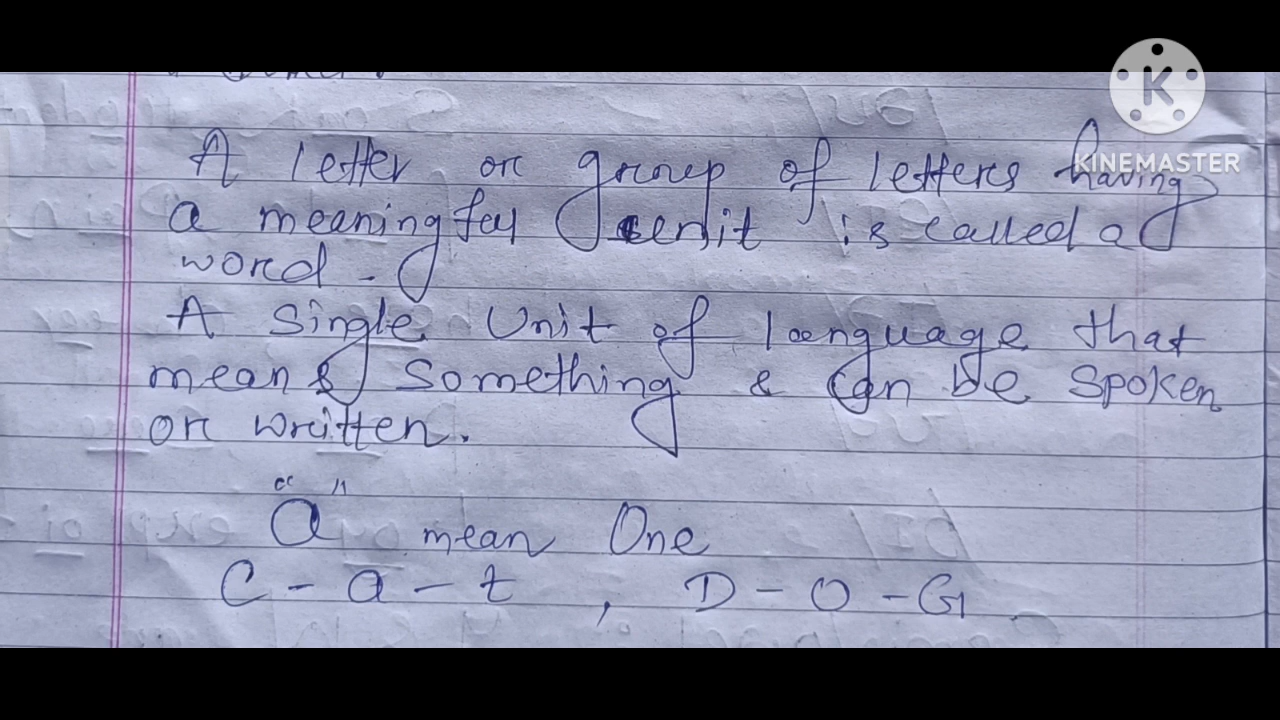 KINEMASTER
A letter or group of letters having
a meaningful unit is called a
word -
A single Unit of language that
means something & can be spoken
or written.
"a" mean One
C - a - t , D - O - G